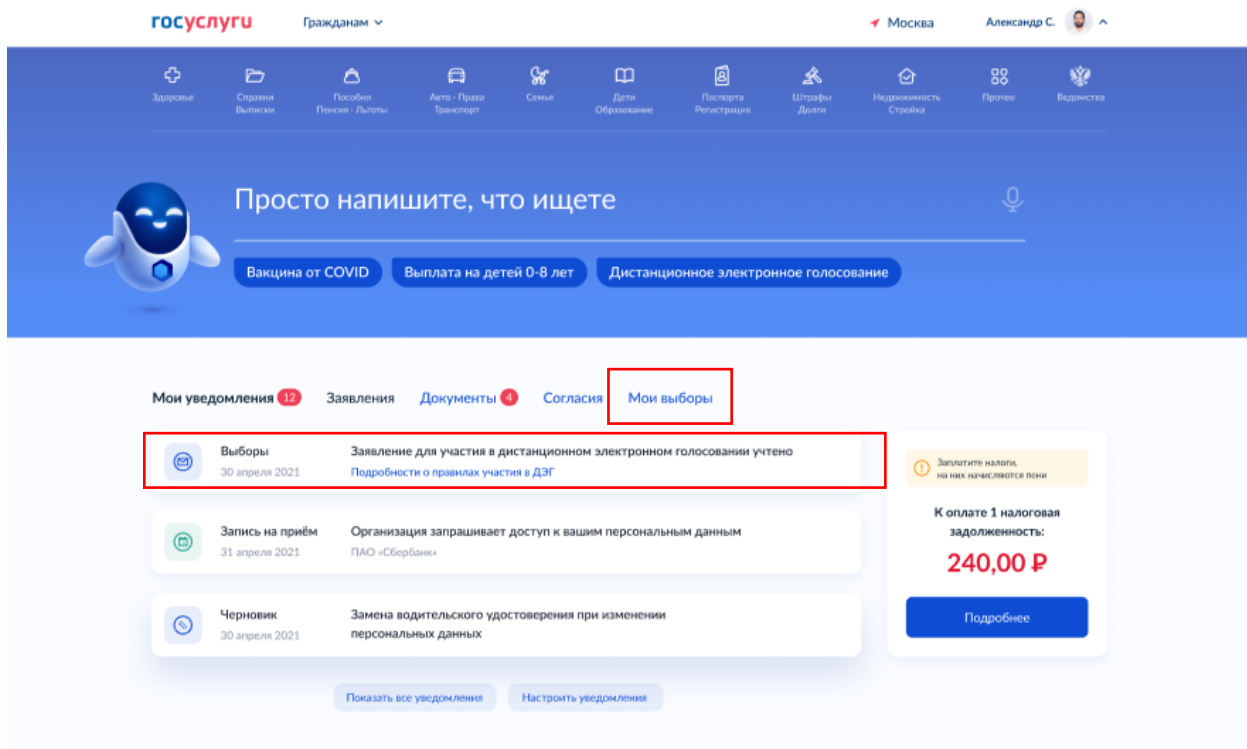 госуслуги
Гражданам
Москва
Александр С.
Здоровье
Справки
Выписки
Пособия
Пенсия · Льготы
Авто · Права
Транспорт
Семья
Дети
Образование
Паспорта
Регистрация
Штрафы
Долги
Недвижимость
Стройка
Прочее
Ведомства
Просто напишите, что ищете
Вакцина от COVID
Выплата на детей 0-8 лет
Дистанционное электронное голосование
Мои уведомления 12
Заявления
Документы 4
Согласия
Мои выборы
Выборы
30 апреля 2021
Заявление для участия в дистанционном электронном голосовании учтено
Подробности о правилах участия в ДЭГ
Запись на приём
31 апреля 2021
Организация запрашивает доступ к вашим персональным данным
ПАО «Сбербанк»
Черновик
30 апреля 2021
Замена водительского удостоверения при изменении
персональных данных
Показать все уведомления
Настроить уведомления
Заплатите налоги,
на них начисляются пени
К оплате 1 налоговая
задолженность:
240,00 ₽
Подробнее